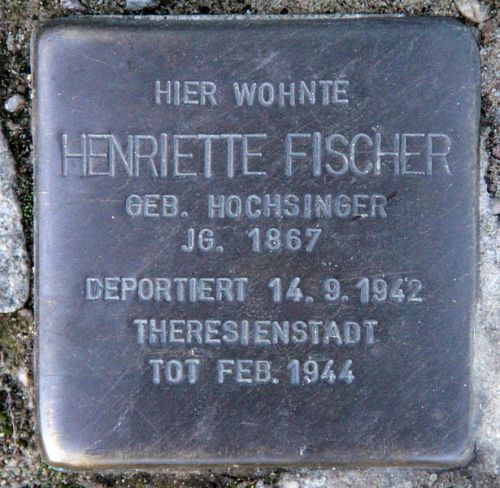 HIER WOHNTE
HENRIETTE FISCHER
GEB. HOCHSINGER
JG. 1867
DEPORTIERT 14.9.1942
THERESIENSTADT
TOT FEB. 1944